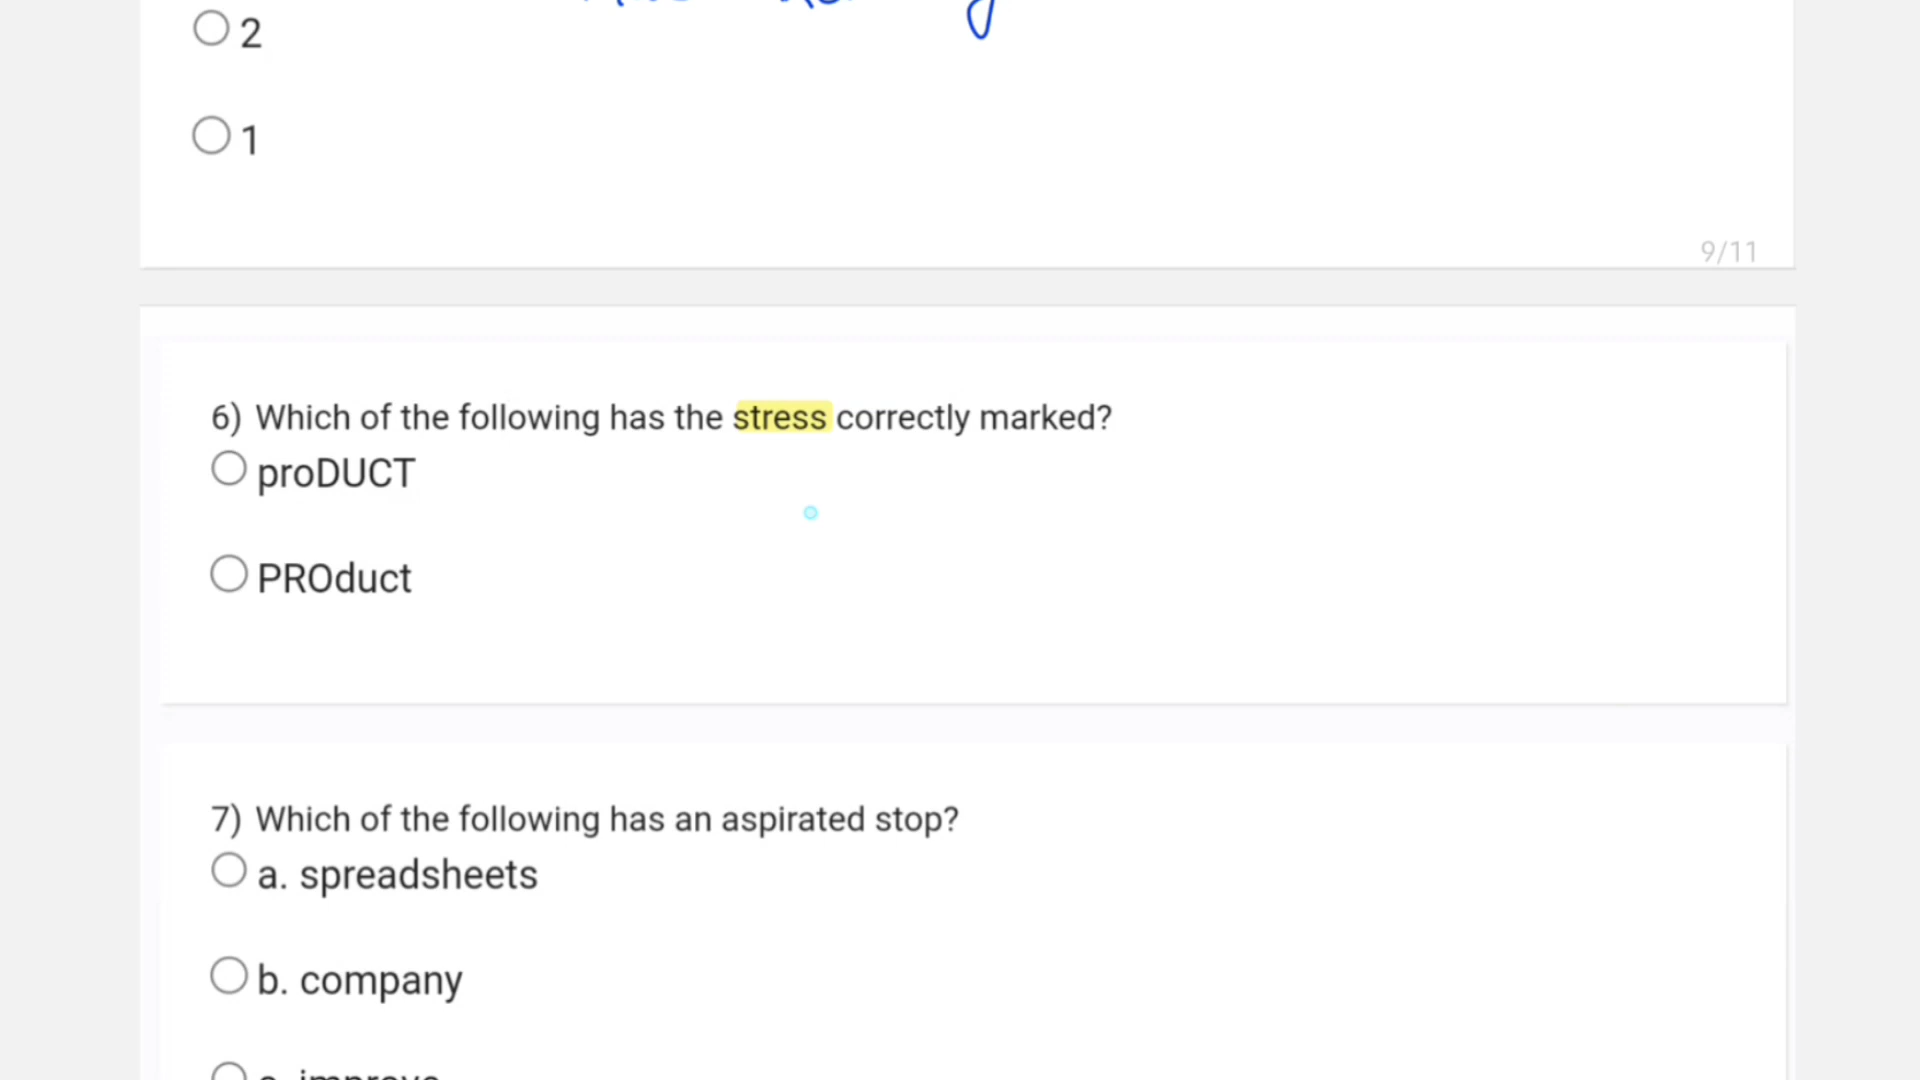 2
1
9/11
6) Which of the following has the stress correctly marked?
proDUCT
PROduct
7) Which of the following has an aspirated stop?
a. spreadsheets
b. company
c. improve